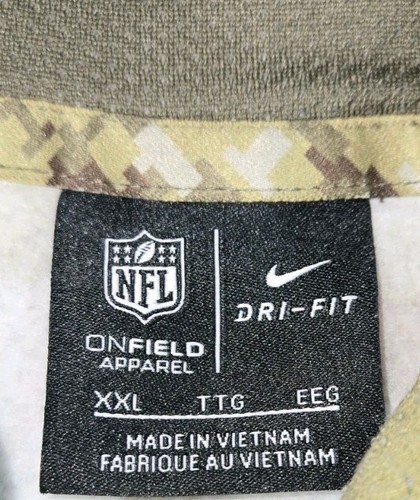 NFL
ONFIELD
APPAREL
DRI-FIT
XXL TTG EEG
MADE IN VIETNAM
FABRIQUE AU VIETNAM